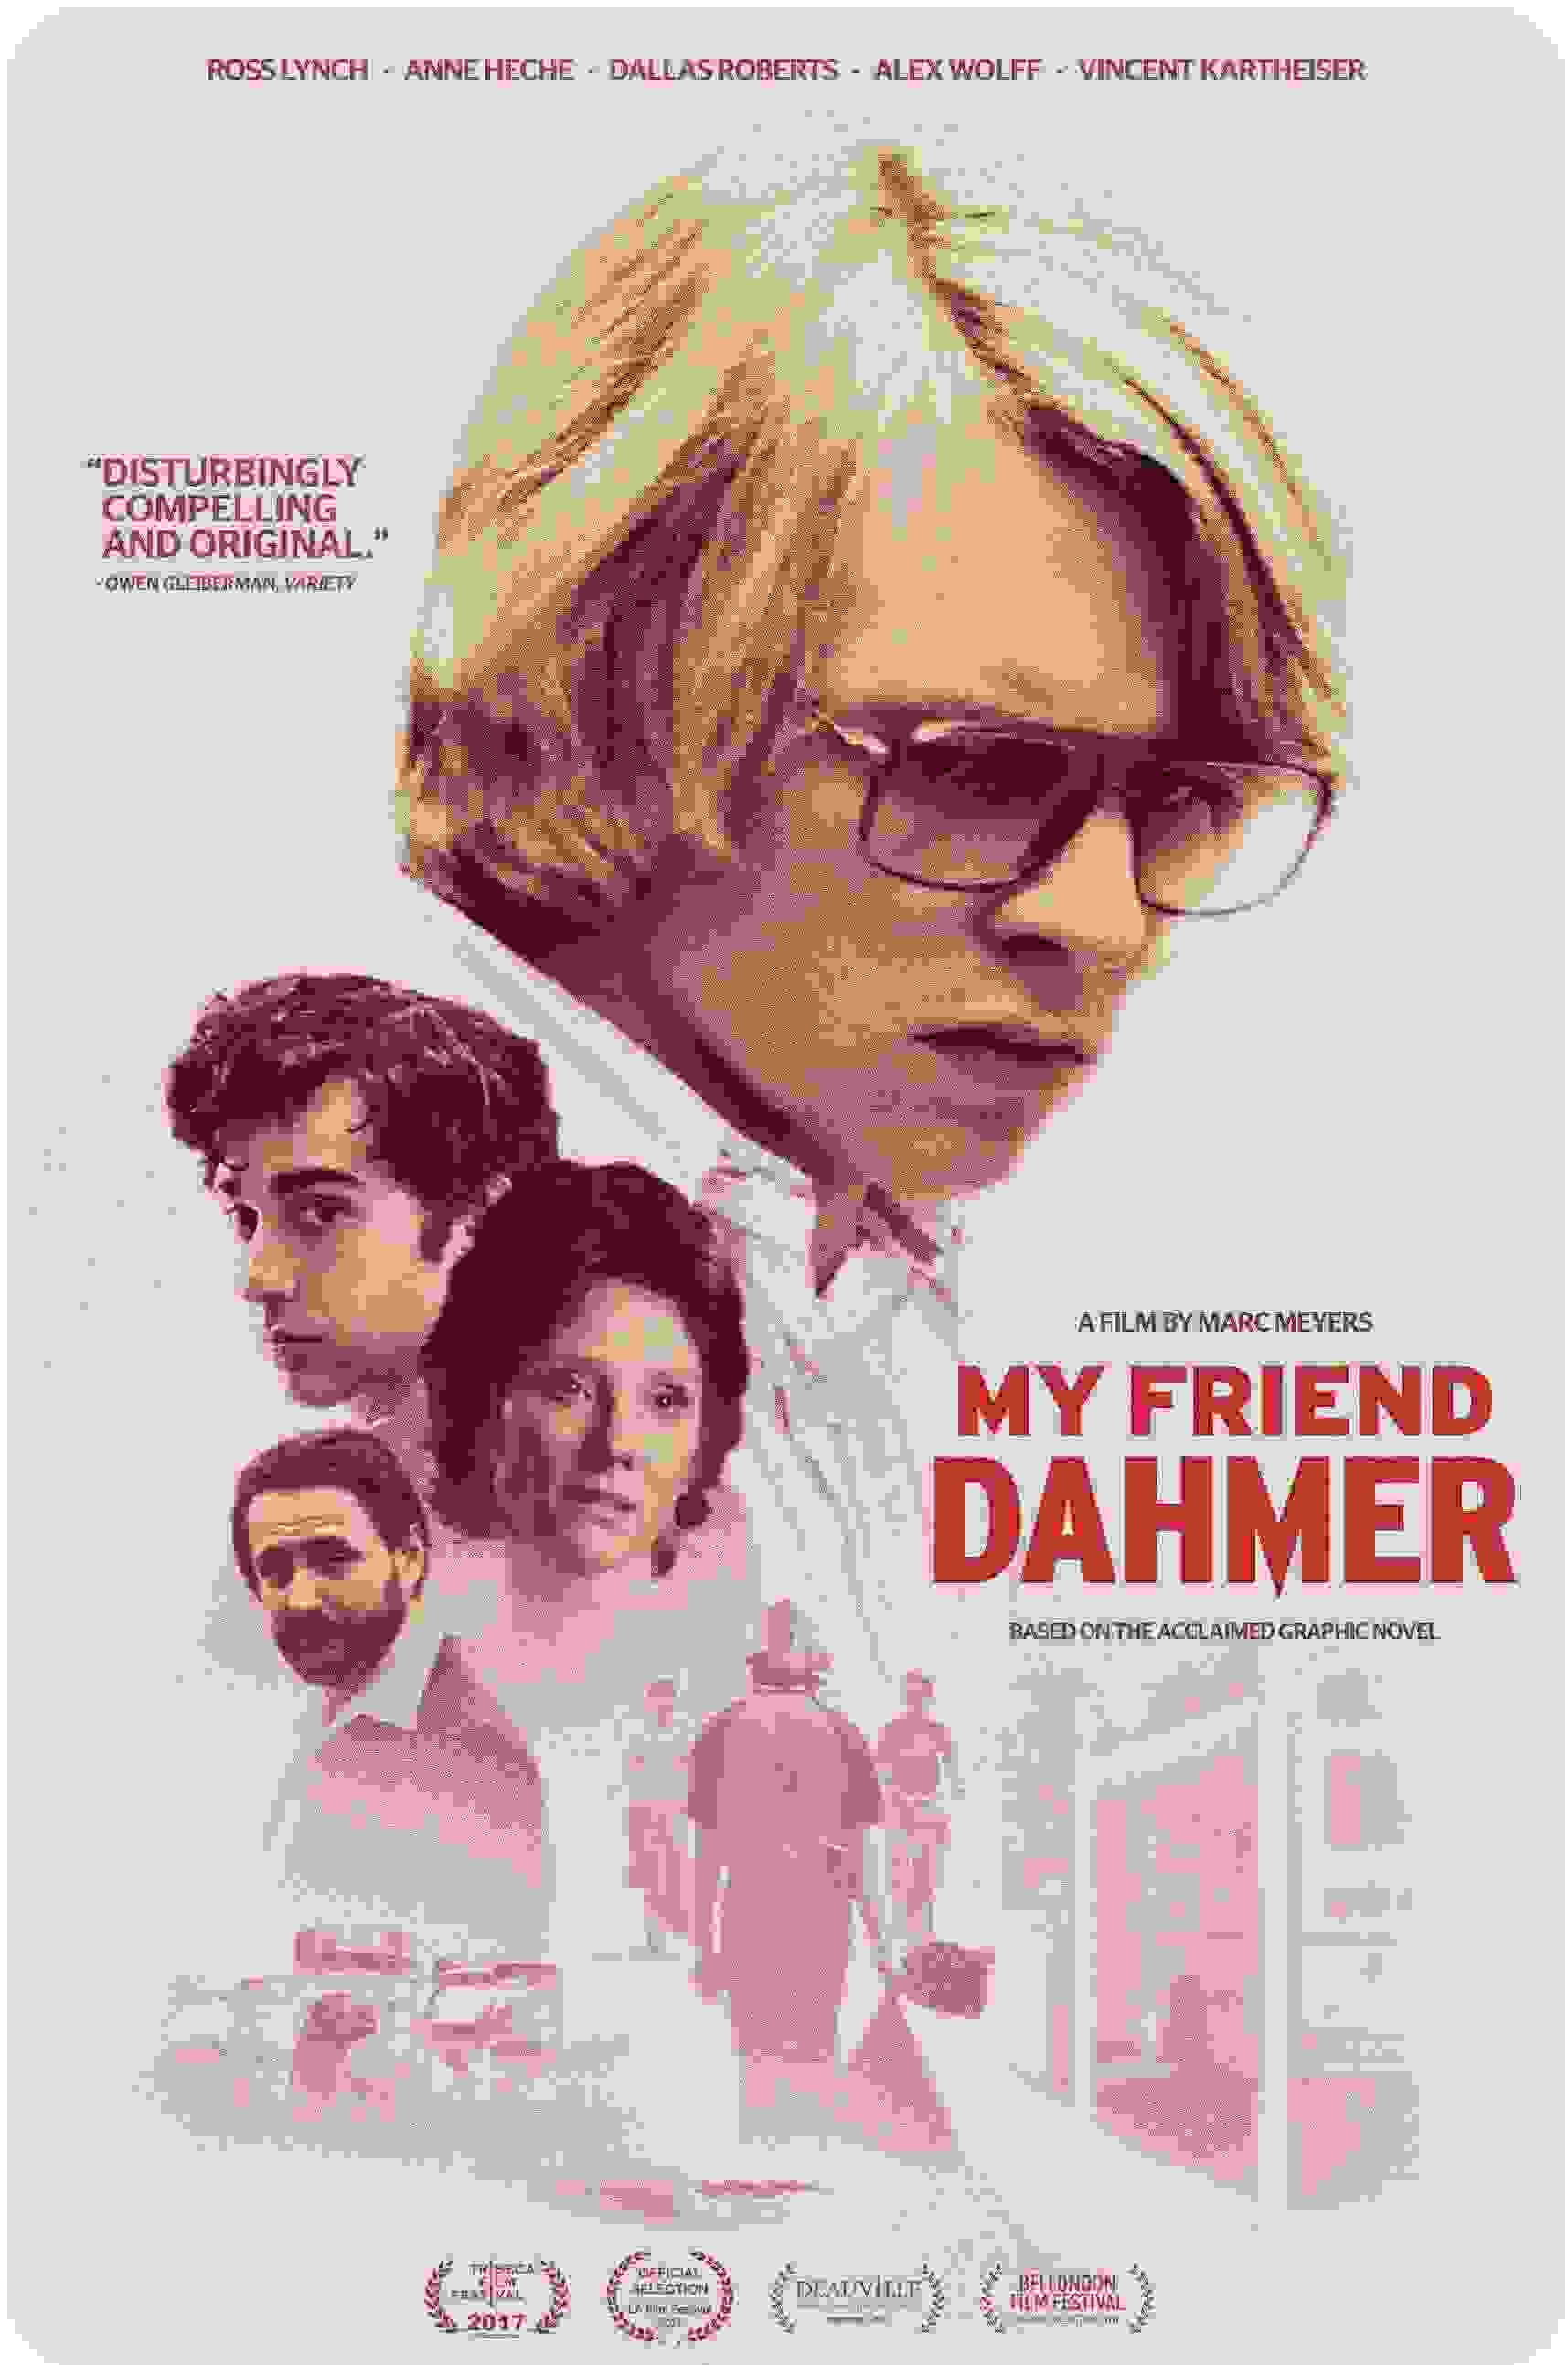 ROSS LYNCH - ANNE HECHE - DALLAS ROBERTS - ALEX WOLFF - VINCENT KARTHEISER
“DISTURBINGLY
COMPELLING
AND ORIGINAL.”
- OWEN GLEIBERMAN, VARIETY
A FILM BY MARC MEYERS
MY FRIEND
DAHMER
BASED ON THE ACCLAIMED GRAPHIC NOVEL
TRIBECA
FILM
FESTIVAL
2017
OFFICIAL
SELECTION
LA Film Festival
2017
DEAUVILLE
BFI LONDON
FILM FESTIVAL